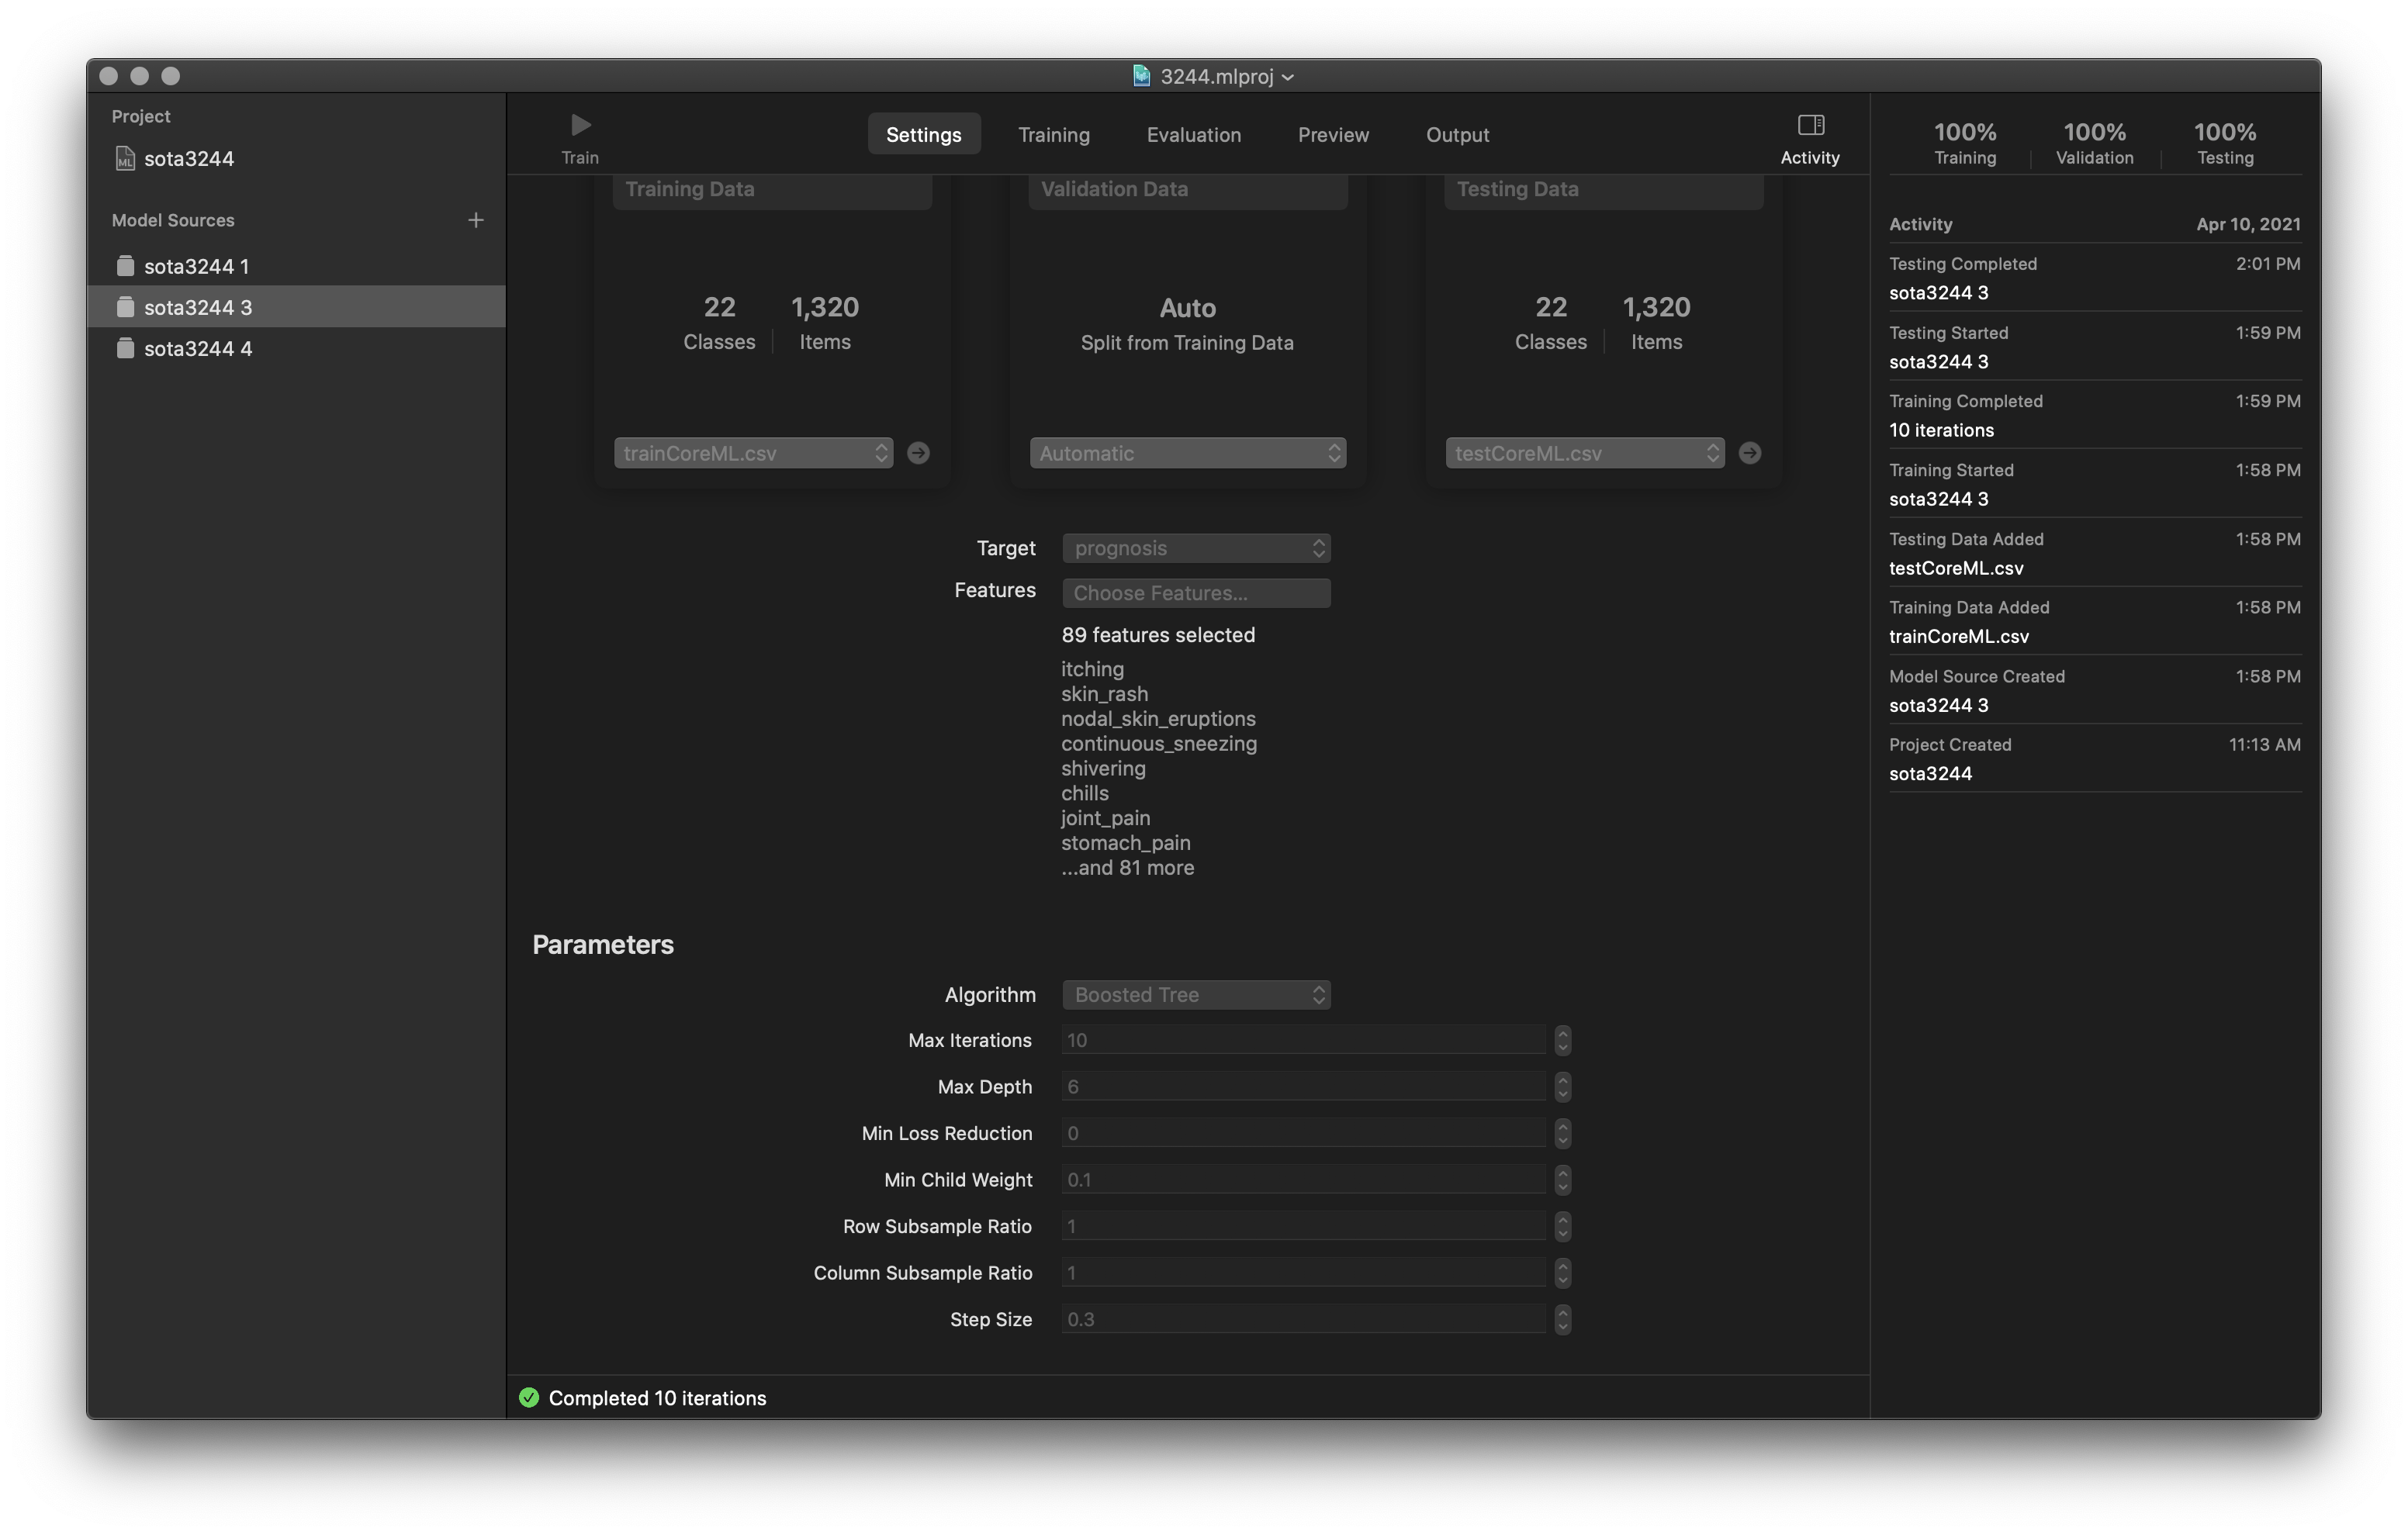 3244.mlproj
Project
sota3244
Model Sources
sota3244 1
sota3244 3
sota3244 4
Train
Settings
Training
Evaluation
Preview
Output
Activity
Training Data
Validation Data
Testing Data
22 1,320
Classes Items
Auto
Split from Training Data
22 1,320
Classes Items
trainCoreML.csv
Automatic
testCoreML.csv
Target prognosis
Features Choose Features...
89 features selected
itching
skin_rash
nodal_skin_eruptions
continuous_sneezing
shivering
chills
joint_pain
stomach_pain
...and 81 more
Parameters
Algorithm Boosted Tree
Max Iterations 10
Max Depth 6
Min Loss Reduction 0
Min Child Weight 0.1
Row Subsample Ratio 1
Column Subsample Ratio 1
Step Size 0.3
Completed 10 iterations
100% 100% 100%
Training Validation Testing
Activity Apr 10, 2021
Testing Completed 2:01 PM
sota3244 3
Testing Started 1:59 PM
sota3244 3
Training Completed 1:59 PM
10 iterations
Training Started 1:58 PM
sota3244 3
Testing Data Added 1:58 PM
testCoreML.csv
Training Data Added 1:58 PM
trainCoreML.csv
Model Source Created 1:58 PM
sota3244 3
Project Created 11:13 AM
sota3244